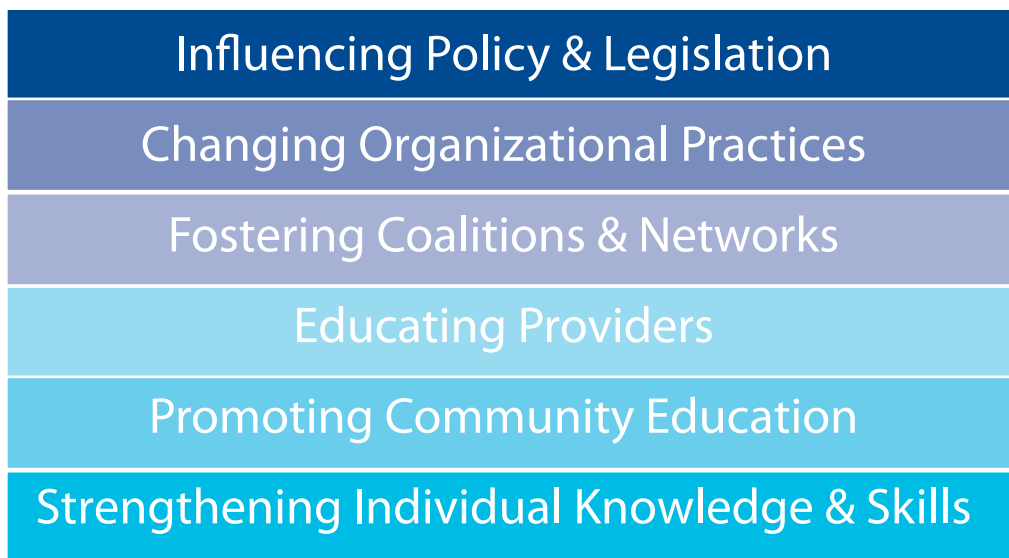 Influencing Policy & Legislation
Changing Organizational Practices
Fostering Coalitions & Networks
Educating Providers
Promoting Community Education
Strengthening Individual Knowledge & Skills